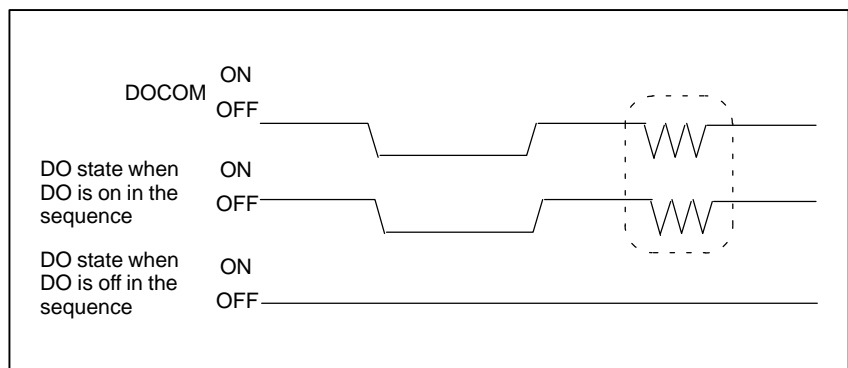 ON
DOCOM
OFF
DO state when
DO is on in the
sequence
ON
OFF
DO state when
DO is off in the
sequence
ON
OFF